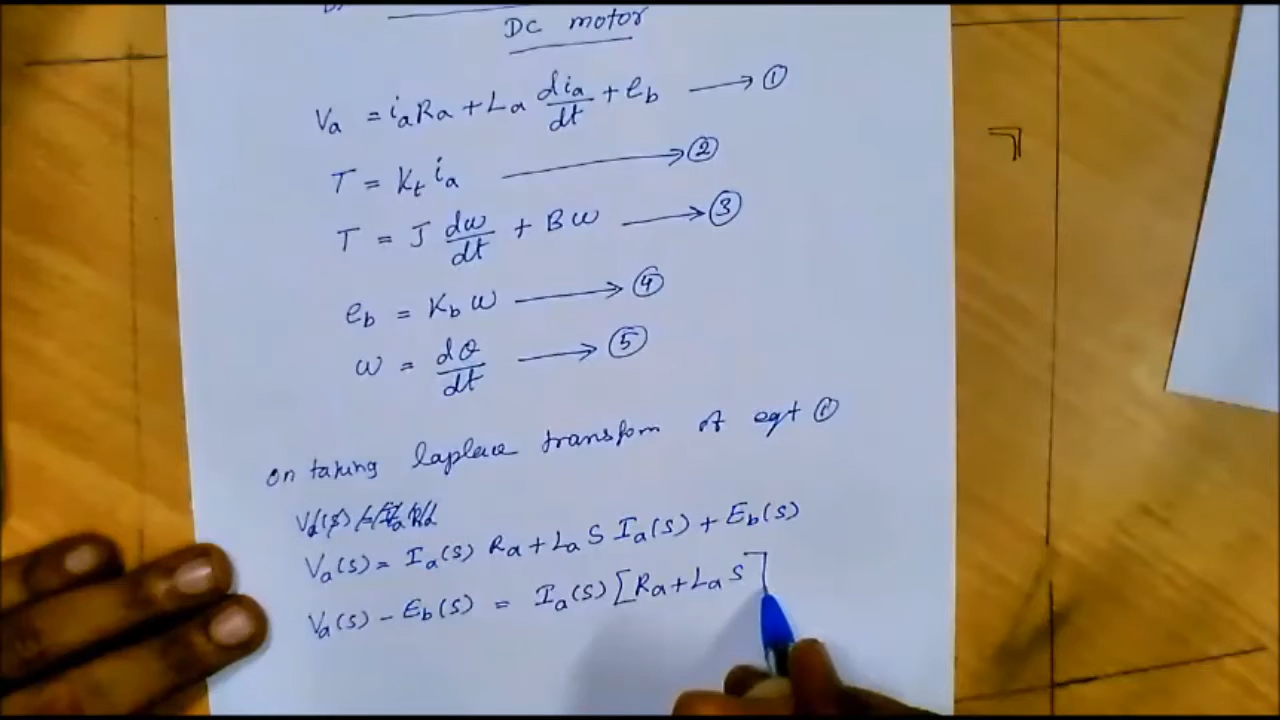 DC motor
Va = iaRa + La dia/dt + eb → ①
T = Kt ia → ②
T = J dω/dt + Bω → ③
eb = Kb ω → ④
ω = dθ/dt → ⑤
on taking laplace transfom of eqt ①
Va(s) = Ia(s) Ra + La S Ia(s) + Eb(s)
Va(s) - Eb(s) = Ia(s) [Ra + La s]